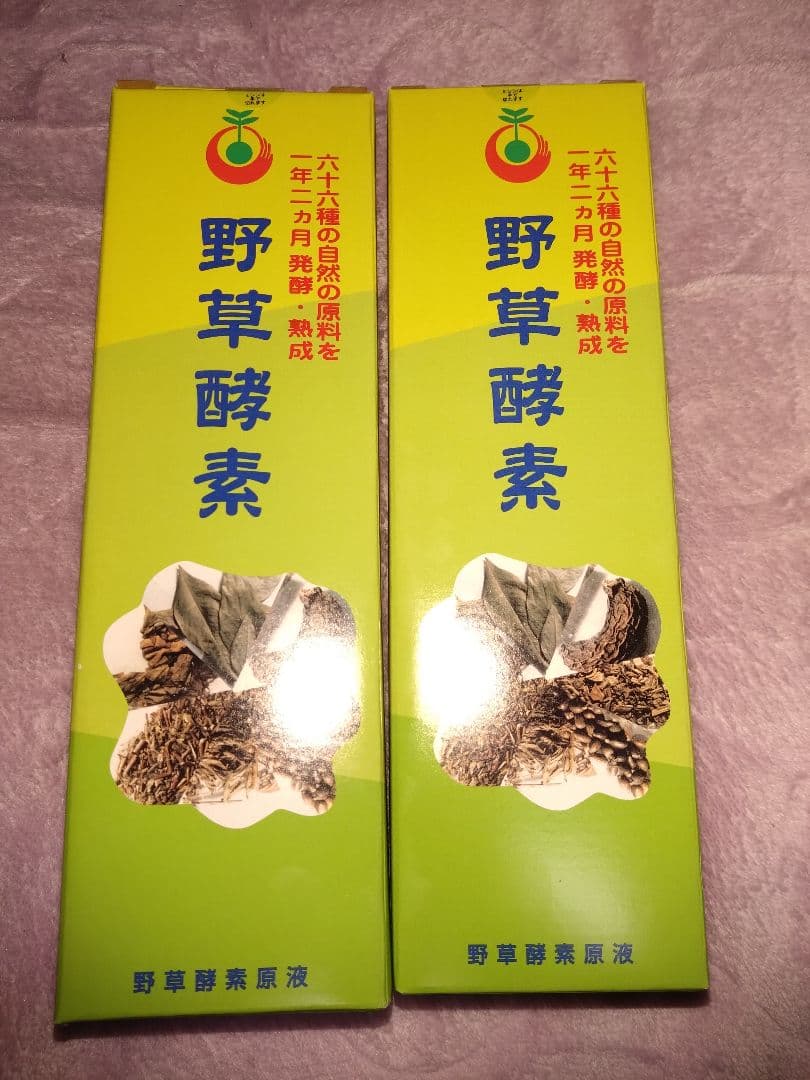 六十六種の自然の原料を
一年二ヵ月 発酵・熟成
野草酵素
野草酵素原液
六十六種の自然の原料を
一年二ヵ月 発酵・熟成
野草酵素
野草酵素原液